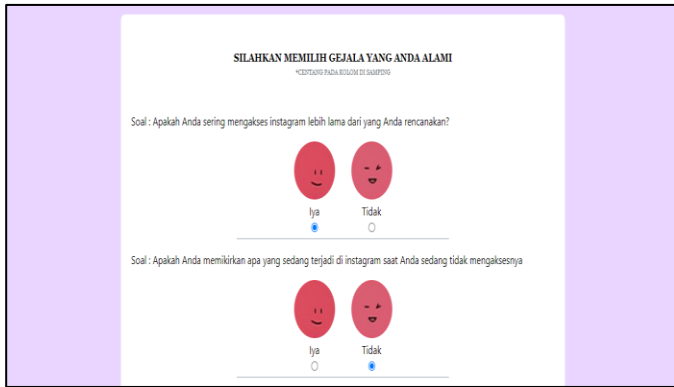 SILAHKAN MEMILIH GEJALA YANG ANDA ALAMI
*CENTANG PADA KOLOM DI SAMPING
Soal : Apakah Anda sering mengakses instagram lebih lama dari yang Anda rencanakan?
Iya Tidak
Soal : Apakah Anda memikirkan apa yang sedang terjadi di instagram saat Anda sedang tidak mengaksesnya
Iya Tidak